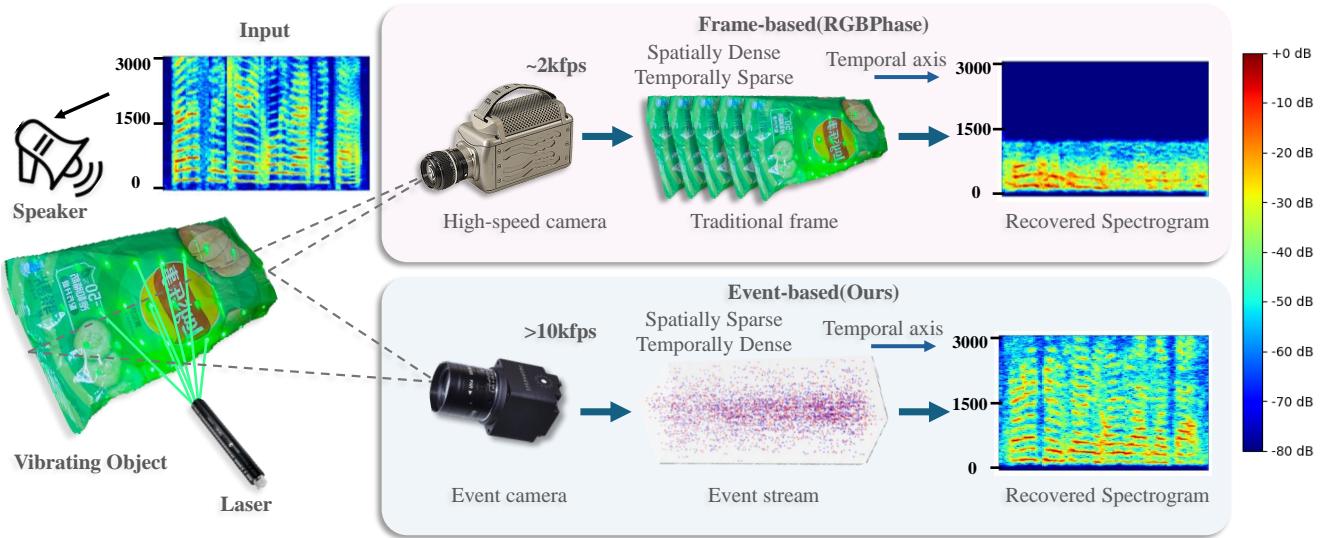 Input
3000
1500
0
Speaker
Vibrating Object
Laser
Frame-based(RGBPhase)
~2kfps
Spatially Dense
Temporally Sparse
Temporal axis
High-speed camera
Traditional frame
3000
1500
0
Recovered Spectrogram
Event-based(Ours)
>10kfps
Spatially Sparse
Temporally Dense
Temporal axis
Event camera
Event stream
3000
1500
0
Recovered Spectrogram
+0 dB
-10 dB
-20 dB
-30 dB
-40 dB
-50 dB
-60 dB
-70 dB
-80 dB